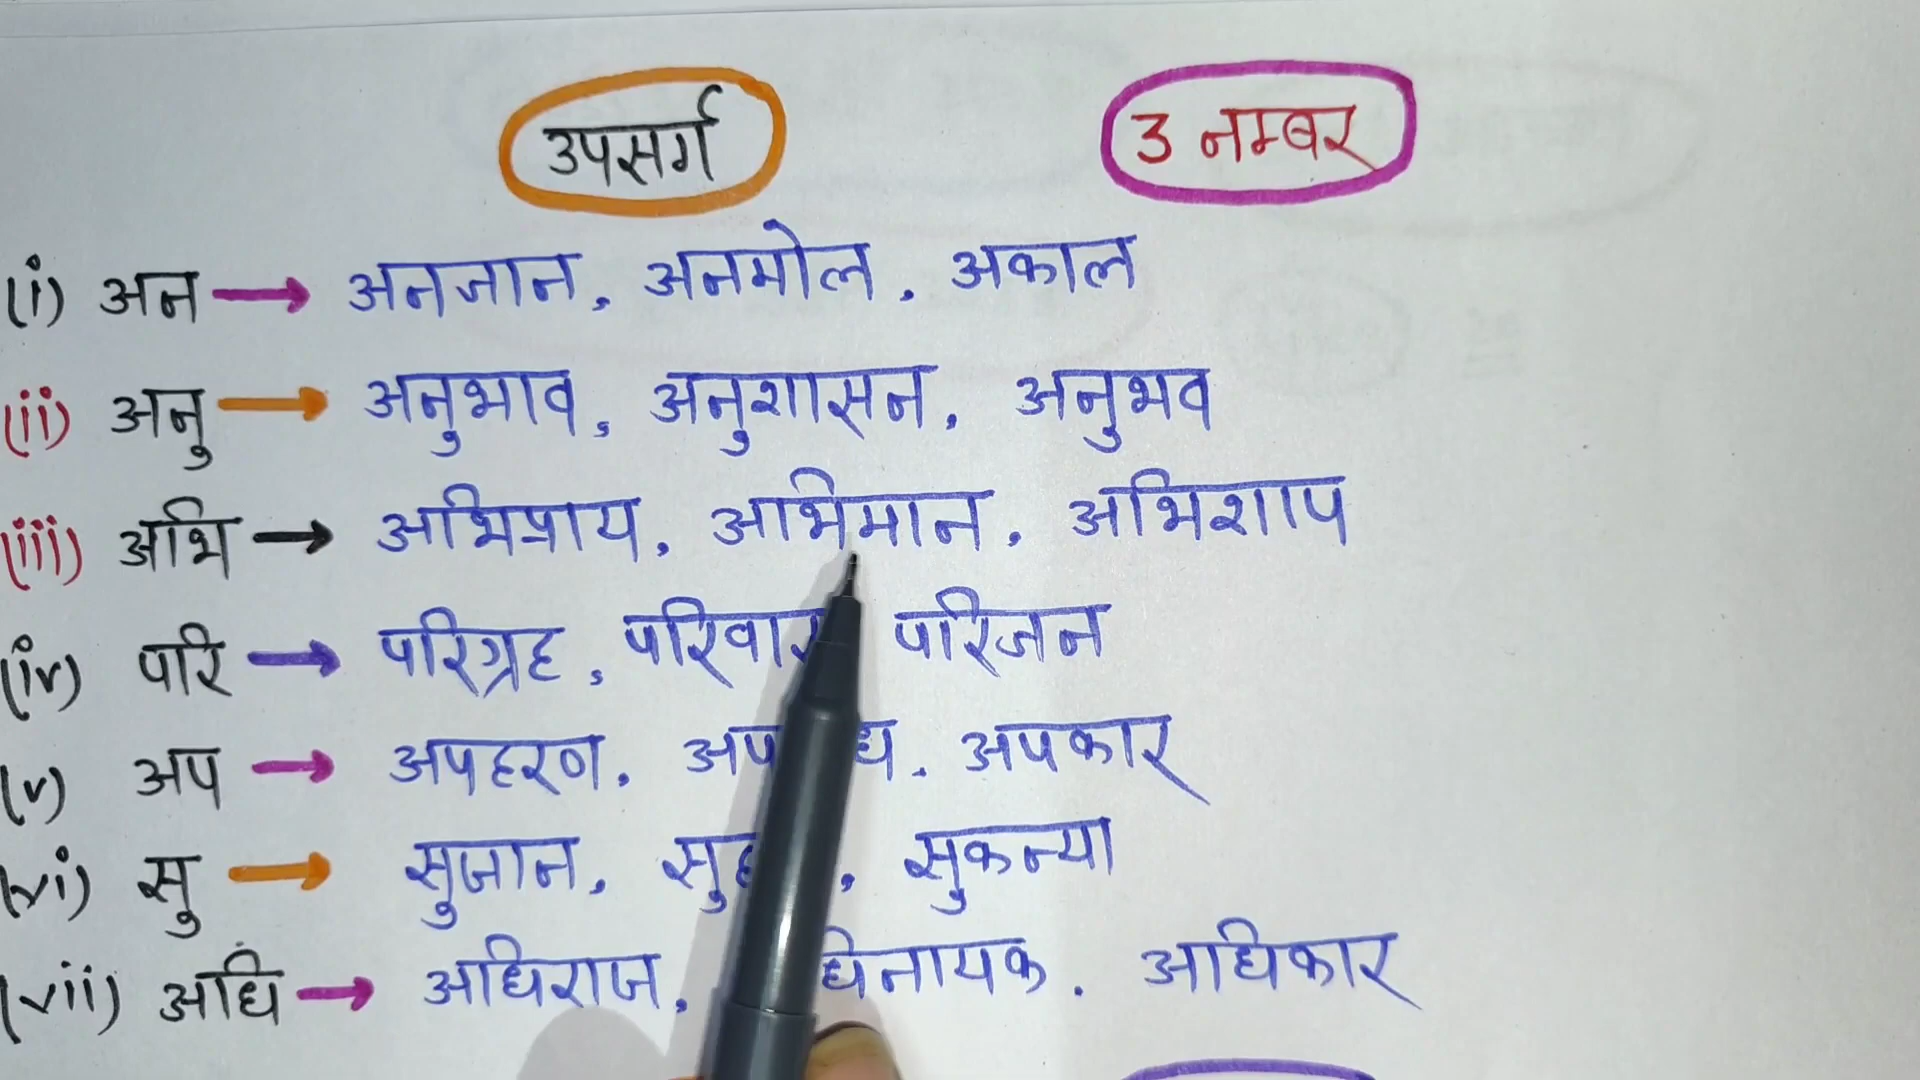 उपसर्ग 3 नम्बर
(i) अन → अनजान, अनमोल, अकाल
(ii) अनु → अनुभाव, अनुशासन, अनुभव
(iii) अभि → अभिप्राय, अभिमान, अभिशाप
(iv) परि → परिग्रह, परिवार परिजन
(v) अप → अपहरण, अपकार
(vi) सु → सुजान, सुकन्या
(vii) अधि → अधिराज, अधिकार